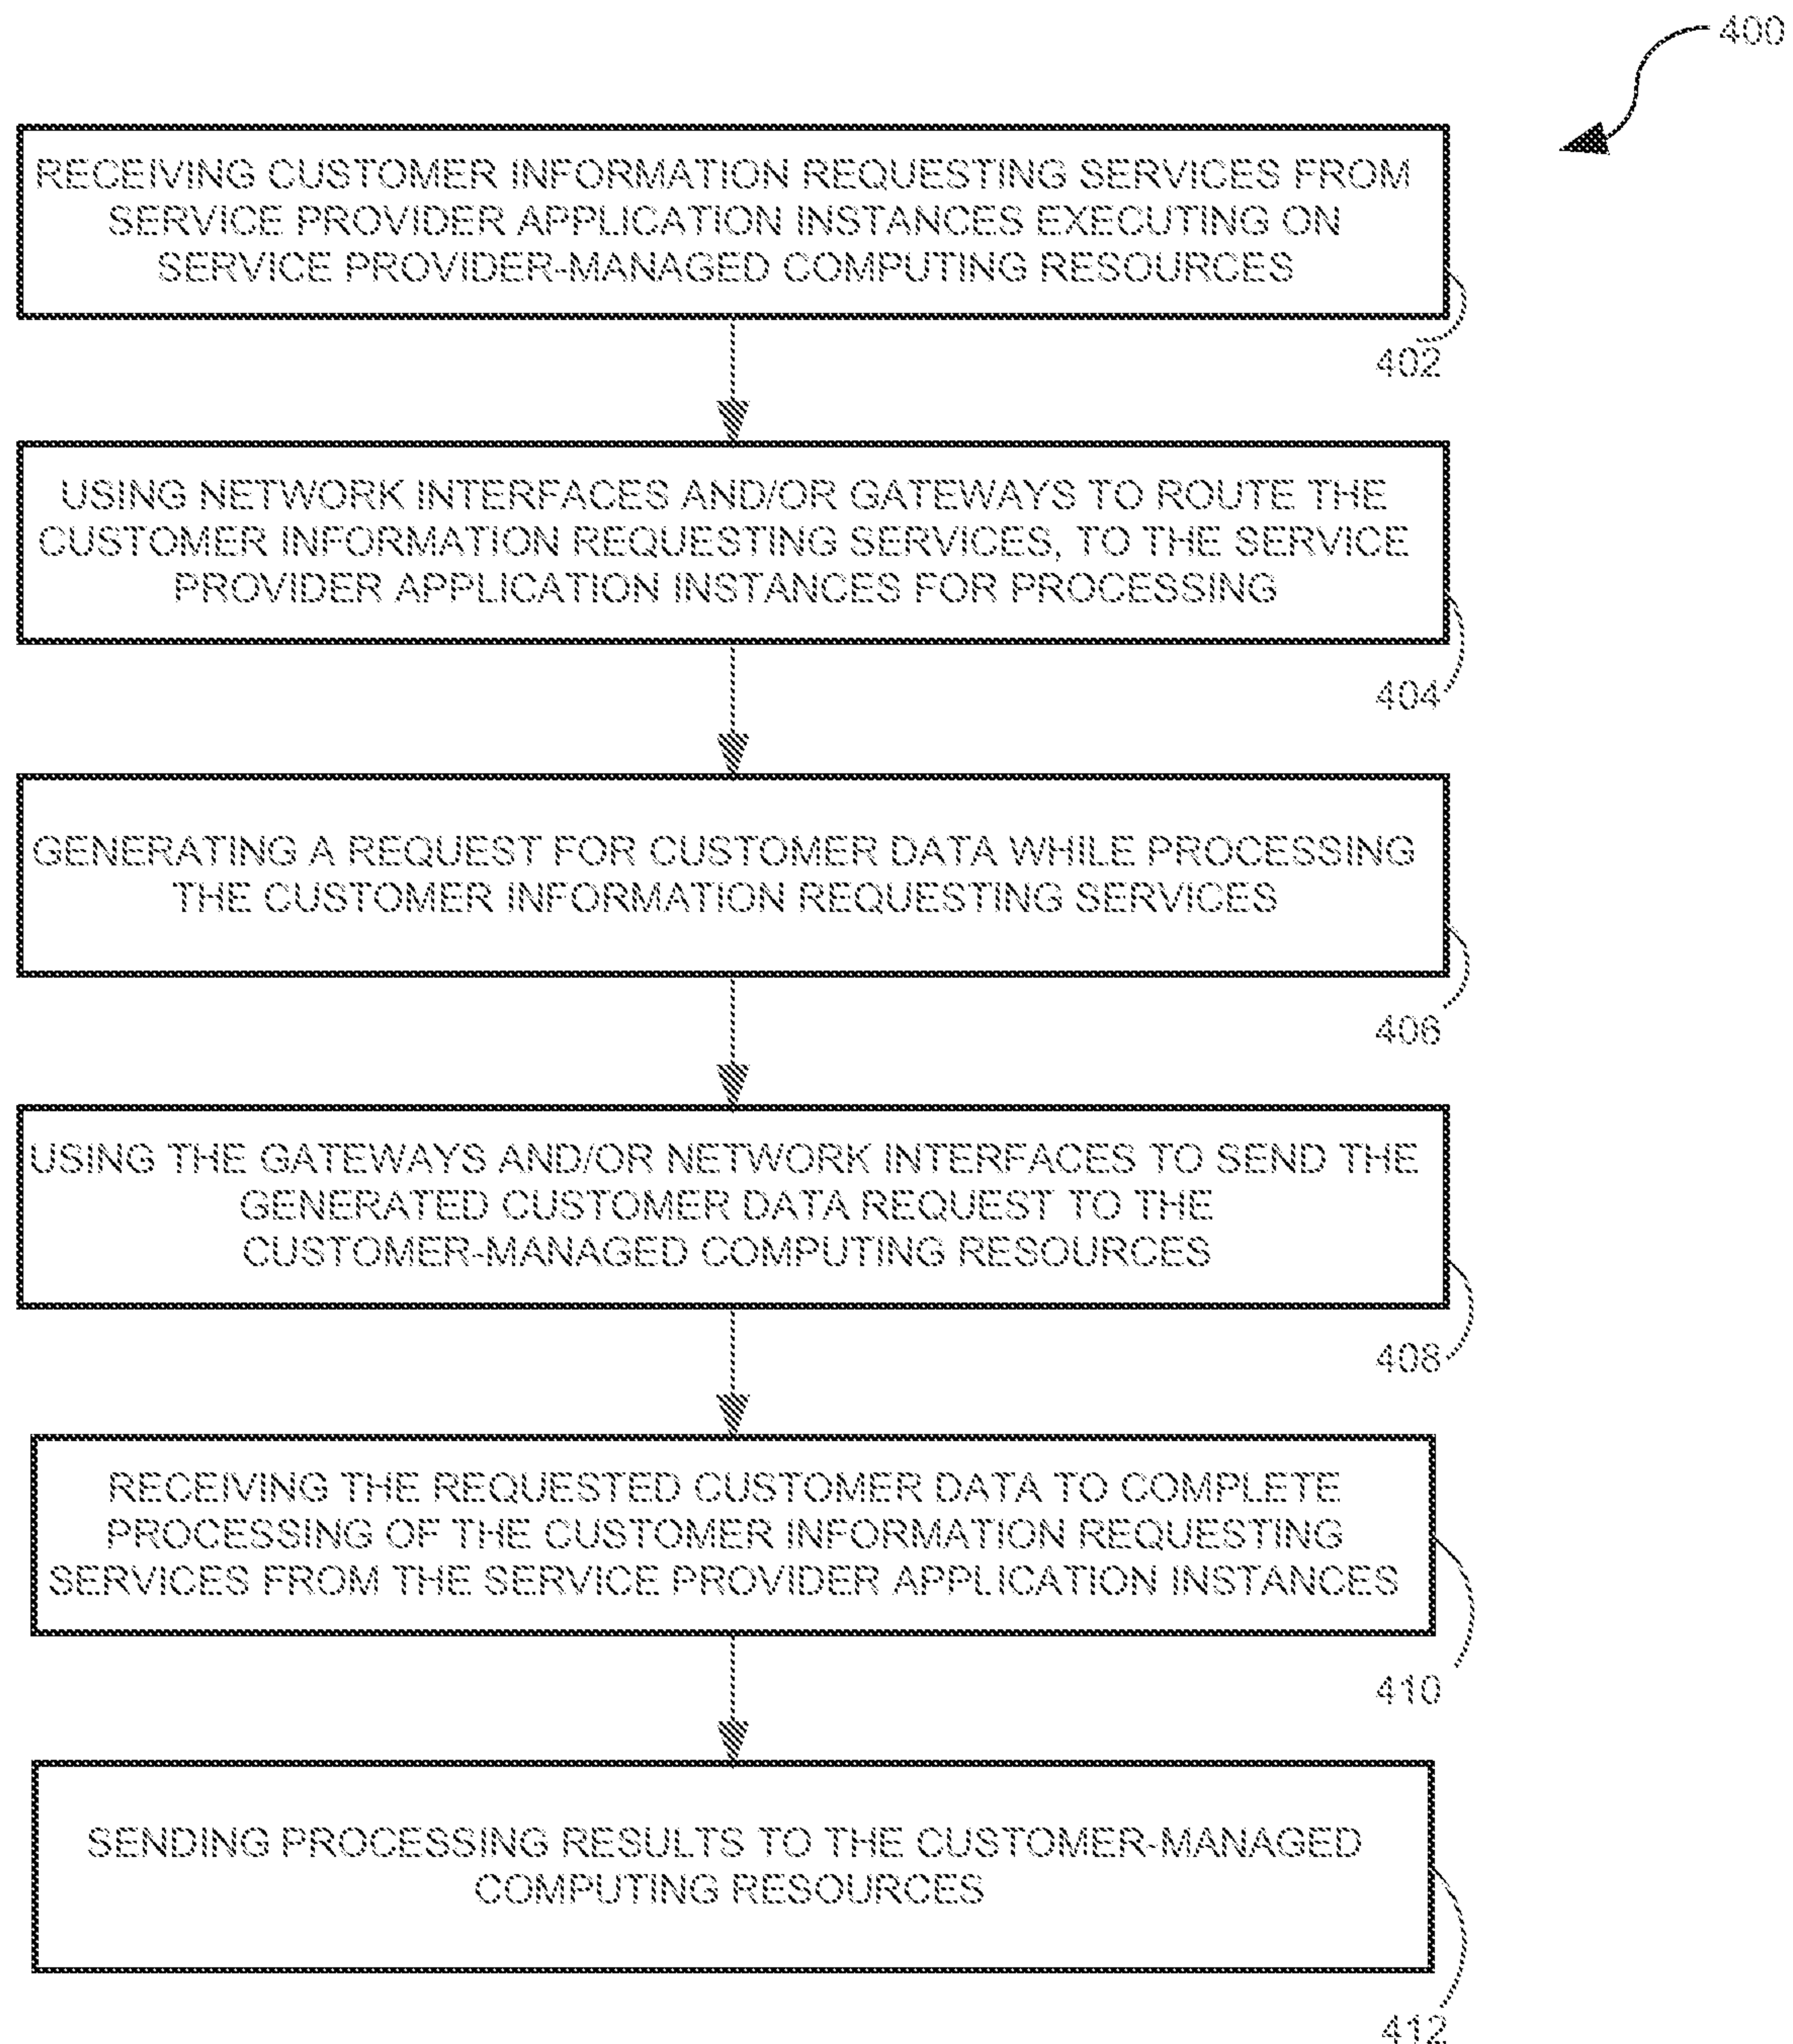 400
RECEIVING CUSTOMER INFORMATION REQUESTING SERVICES FROM
SERVICE PROVIDER APPLICATION INSTANCES EXECUTING ON
SERVICE PROVIDER-MANAGED COMPUTING RESOURCES
402
USING NETWORK INTERFACES AND/OR GATEWAYS TO ROUTE THE
CUSTOMER INFORMATION REQUESTING SERVICES, TO THE SERVICE
PROVIDER APPLICATION INSTANCES FOR PROCESSING
404
GENERATING A REQUEST FOR CUSTOMER DATA WHILE PROCESSING
THE CUSTOMER INFORMATION REQUESTING SERVICES
406
USING THE GATEWAYS AND/OR NETWORK INTERFACES TO SEND THE
GENERATED CUSTOMER DATA REQUEST TO THE
CUSTOMER-MANAGED COMPUTING RESOURCES
408
RECEIVING THE REQUESTED CUSTOMER DATA TO COMPLETE
PROCESSING OF THE CUSTOMER INFORMATION REQUESTING
SERVICES FROM THE SERVICE PROVIDER APPLICATION INSTANCES
410
SENDING PROCESSING RESULTS TO THE CUSTOMER-MANAGED
COMPUTING RESOURCES
412